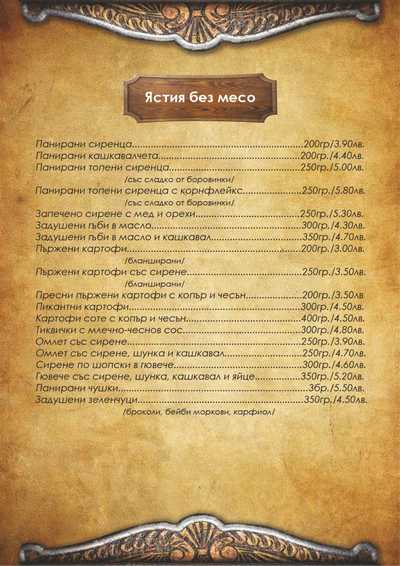 Ястия без месо
Панирани сиренца.....200гр./3.90лв.
Панирани кашкавалчета.....200гр./4.40лв.
Панирани топени сиренца.....250гр./5.00лв.
/със сладко от боровинки/
Панирани топени сиренца с корнфлейкс.....250гр./5.80лв.
/със сладко от боровинки/
Запечено сирене с мед и орехи.....250гр./5.30лв.
Задушени гъби в масло.....300гр./4.30лв.
Задушени гъби в масло и кашкавал.....350гр./4.70лв.
Пържени картофи.....200гр./3.00лв.
/бланширани/
Пържени картофи със сирене.....250гр./3.50лв.
/бланширани/
Пресни пържени картофи с копър и чесън.....200гр./3.50лв
Пикантни картофи.....300гр./4.50лв.
Картофи соте с копър и чесън.....400гр./4.50лв.
Тиквички с млечно-чеснов сос.....300гр./4.80лв.
Омлет със сирене.....250гр./3.90лв.
Омлет със сирене, шунка и кашкавал.....250гр./4.70лв.
Сирене по шопски в гювече.....300гр./4.60лв.
Гювече със сирене, шунка, кашкавал и яйце.....350гр./5.20лв.
Панирани чушки.....3бр./5.50лв.
Задушени зеленчуци.....350гр./4.50лв.
/броколи, бейби моркови, карфиол/